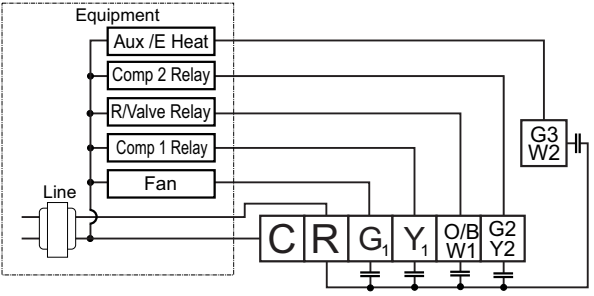 Equipment
Aux /E Heat
Comp 2 Relay
R/Valve Relay
Comp 1 Relay
Fan
Line
G3
W2
C
R
G1
Y1
O/B
W1
G2
Y2